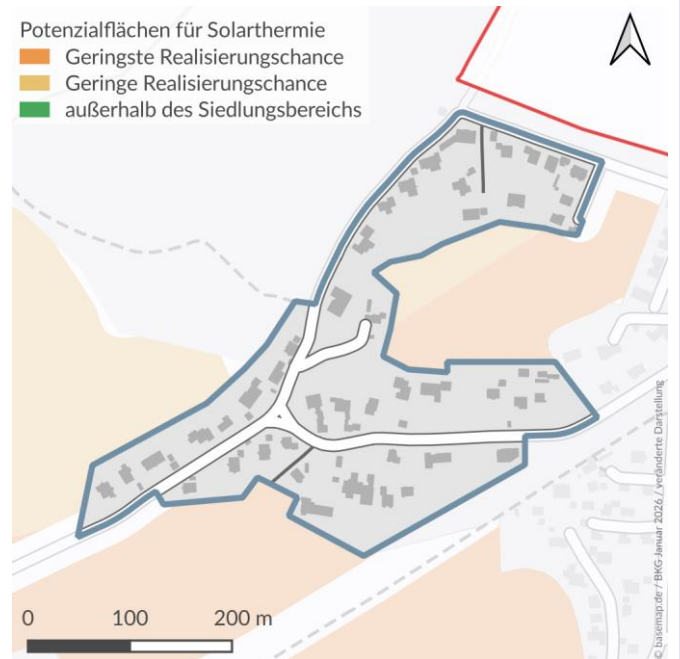 Potenzialflächen für Solarthermie
Geringste Realisierungschance
Geringe Realisierungschance
außerhalb des Siedlungsbereichs
0 100 200 m
© basemap.de / BKG Januar 2026 / veränderte Darstellung